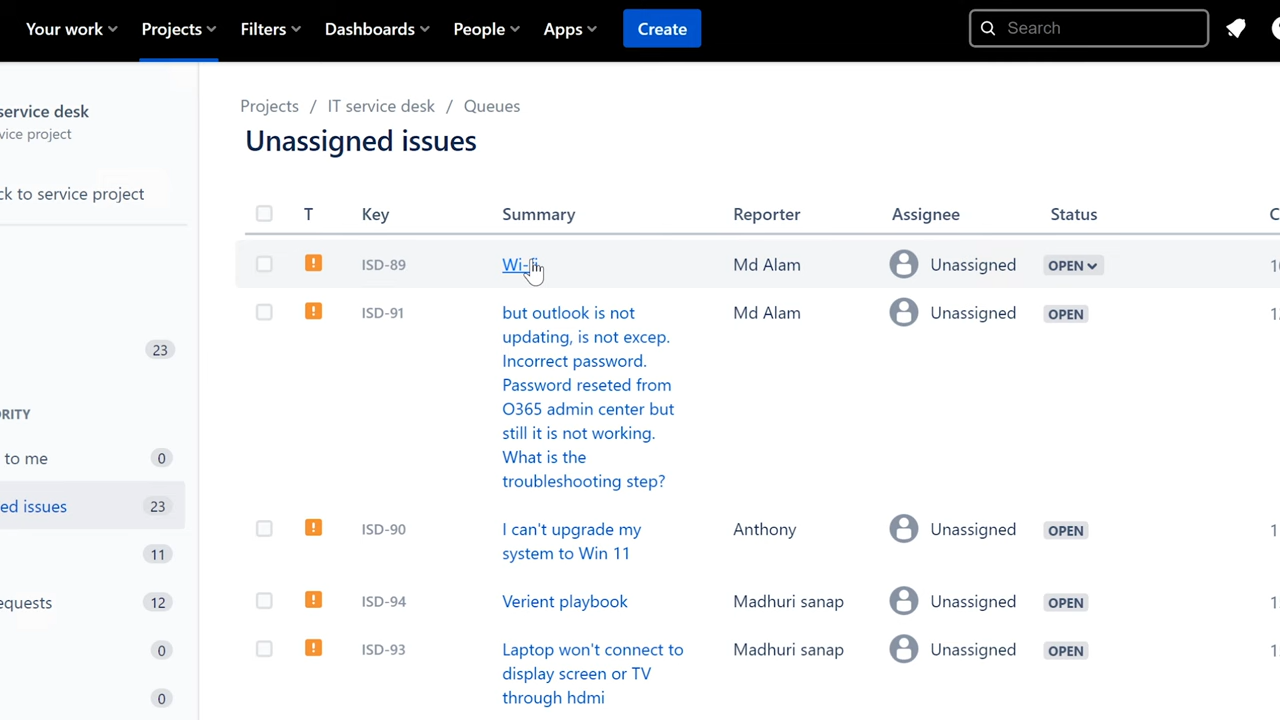 Your work Projects Filters Dashboards People Apps Create Search
service desk
vice project
ck to service project
23
RITY
to me 0
ed issues 23
11
equests 12
0
0
Projects / IT service desk / Queues
Unassigned issues
T Key Summary Reporter Assignee Status C
ISD-89 Wi-fi Md Alam Unassigned OPEN
ISD-91 but outlook is not Md Alam Unassigned OPEN
updating, is not excep.
Incorrect password.
Password reseted from
O365 admin center but
still it is not working.
What is the
troubleshooting step?
ISD-90 I can't upgrade my Anthony Unassigned OPEN
system to Win 11
ISD-94 Verient playbook Madhuri sanap Unassigned OPEN
ISD-93 Laptop won't connect to Madhuri sanap Unassigned OPEN
display screen or TV
through hdmi